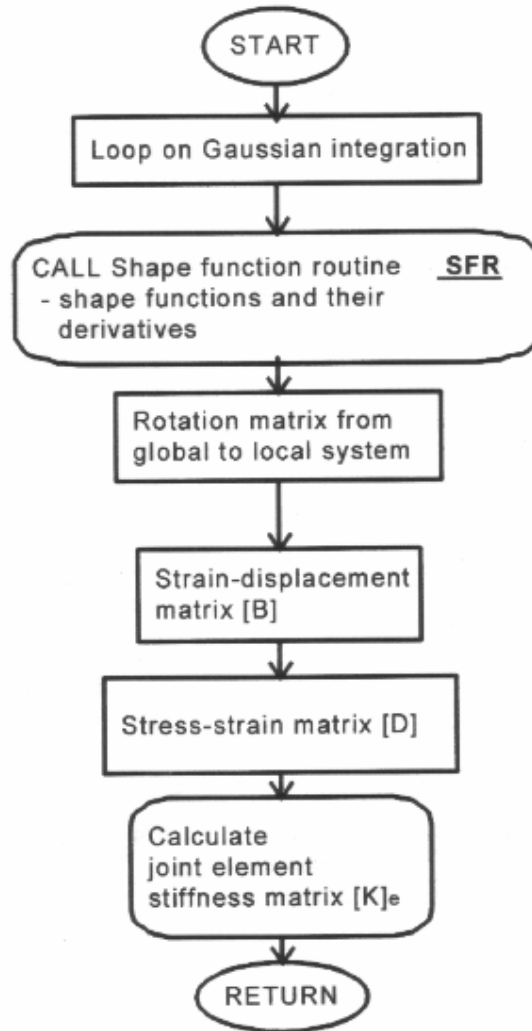 START
Loop on Gaussian integration
CALL Shape function routine SFR
- shape functions and their
derivatives
Rotation matrix from
global to local system
Strain-displacement
matrix [B]
Stress-strain matrix [D]
Calculate
joint element
stiffness matrix [K]e
RETURN